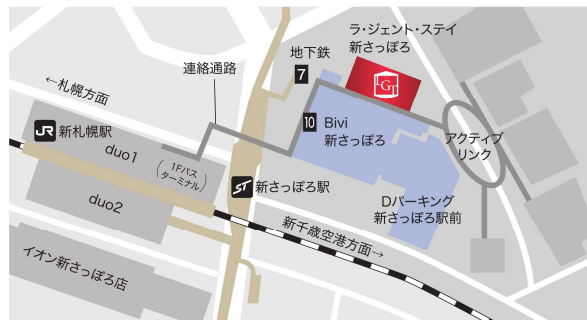 ラ・ジェント・ステイ
新さっぽろ
LGT
地下鉄
7
連絡通路
←札幌方面
JR 新札幌駅
duo1
1Fバス
ターミナル
10
Bivi
新さっぽろ
アクティブ
リンク
ST 新さっぽろ駅
Dパーキング
新さっぽろ駅前
duo2
新千歳空港方面→
イオン新さっぽろ店